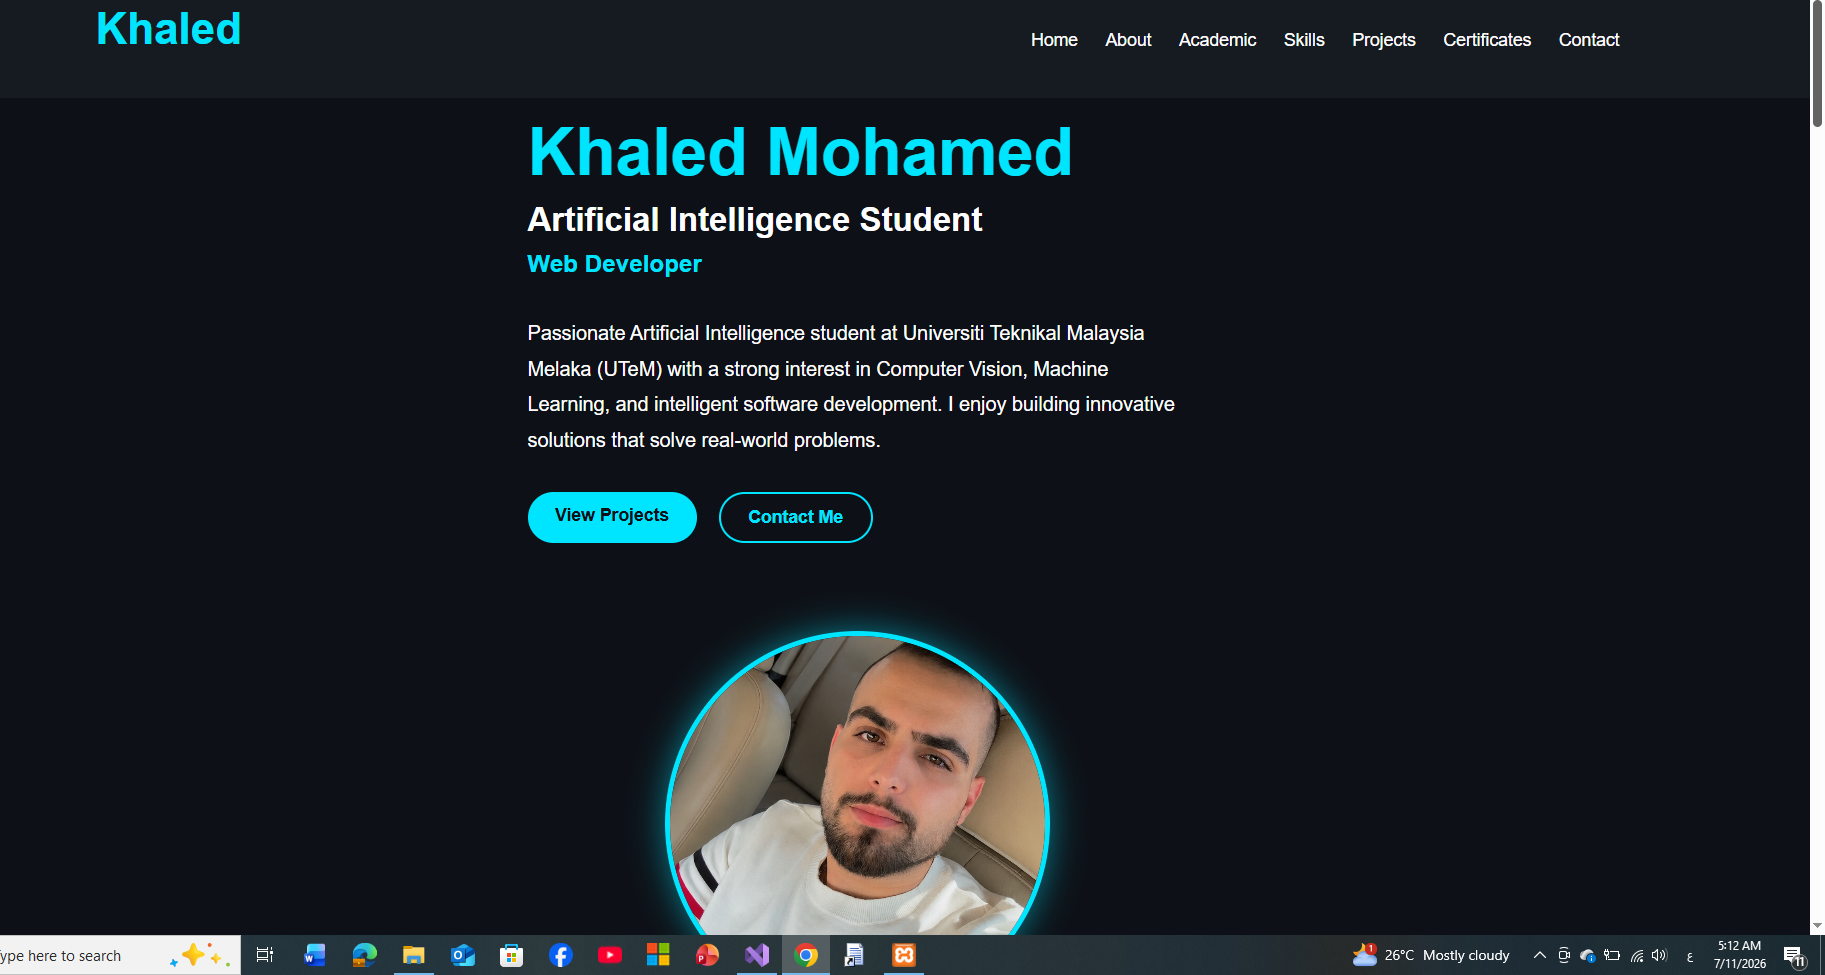 Khaled
Home About Academic Skills Projects Certificates Contact
Khaled Mohamed
Artificial Intelligence Student
Web Developer
Passionate Artificial Intelligence student at Universiti Teknikal Malaysia
Melaka (UTeM) with a strong interest in Computer Vision, Machine
Learning, and intelligent software development. I enjoy building innovative
solutions that solve real-world problems.
View Projects Contact Me
ype here to search
26°C Mostly cloudy
ع
5:12 AM
7/11/2026
11